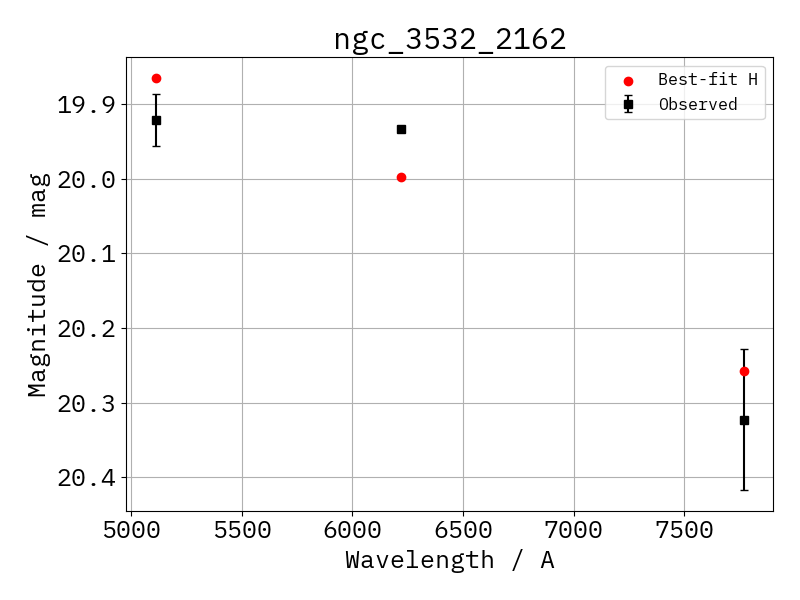 ngc_3532_2162
Best-fit H
Observed
Magnitude / mag
19.9
20.0
20.1
20.2
20.3
20.4
5000 5500 6000 6500 7000 7500
Wavelength / A